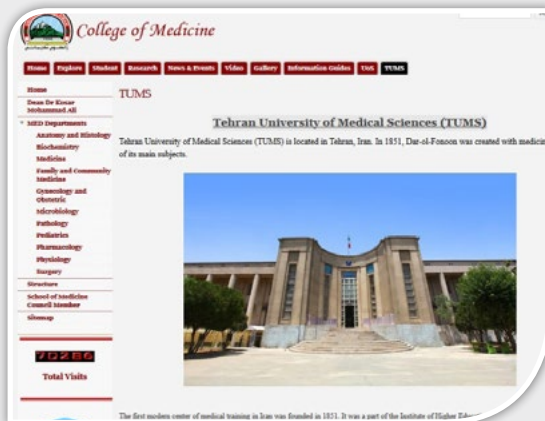 College of Medicine
Home Explore Student Research News & Events Video Gallery Information Guides UoS TUMS
Home
Dean Dr Kosar
Mohammad Ali
MED Departments
Anatomy and Histology
Biochemistry
Medicine
Family and Community
Medicine
Gynecology and
Obstetric
Microbiology
Pathology
Pediatrics
Pharmacology
Physiology
Surgery
Structure
School of Medicine
Council Member
Sitemap
70286
Total Visits
TUMS
Tehran University of Medical Sciences (TUMS)
Tehran University of Medical Sciences (TUMS) is located in Tehran, Iran. In 1851, Dar-ol-Fonoon was created with medicin
of its main subjects.
The first modern center of medical training in Iran was founded in 1851. It was a part of the Institute of Higher